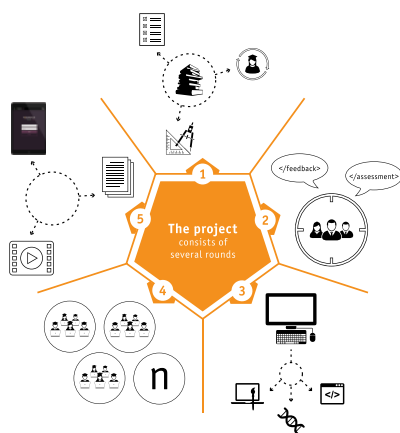 </feedback>
</assessment>
1
2
3
4
5
The project
consists of
several rounds
n
</>